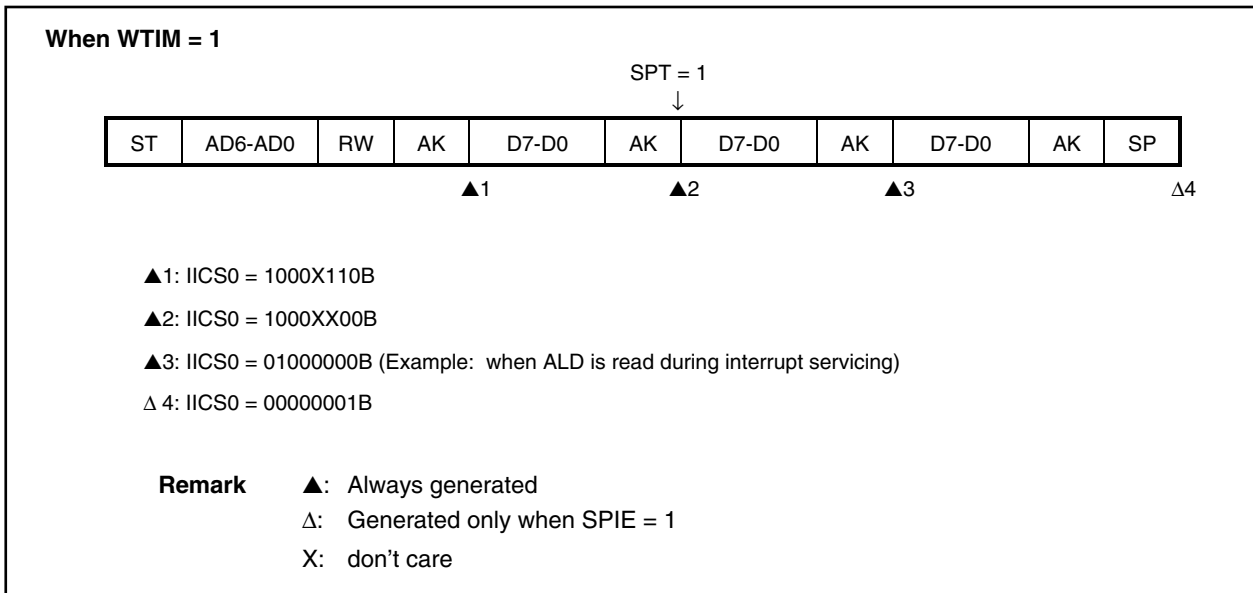 When WTIM = 1
SPT = 1
↓
ST AD6-AD0 RW AK D7-D0 AK D7-D0 AK D7-D0 AK SP
▲1 ▲2 ▲3 Δ4
▲1: IICS0 = 1000X110B
▲2: IICS0 = 1000XX00B
▲3: IICS0 = 01000000B (Example: when ALD is read during interrupt servicing)
Δ 4: IICS0 = 00000001B
Remark ▲: Always generated
Δ: Generated only when SPIE = 1
X: don't care